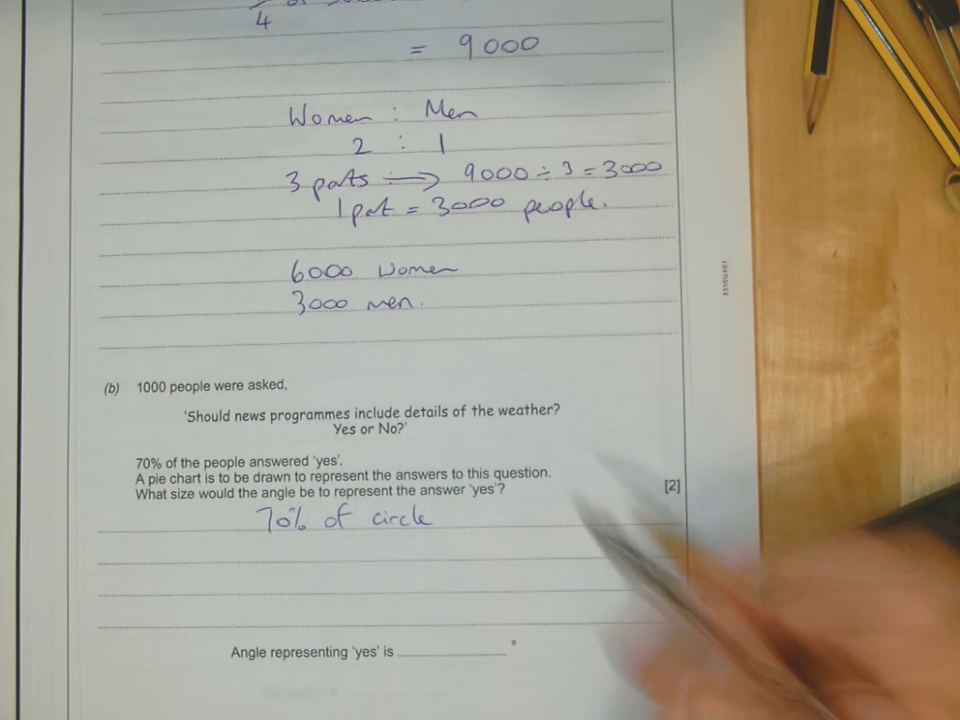 4
= 9000
Women : Men
2 : 1
3 parts → 9000 ÷ 3 = 3000
1 part = 3000 people.
6000 women
3000 men.
(b) 1000 people were asked,
'Should news programmes include details of the weather?
Yes or No?'
70% of the people answered 'yes'.
A pie chart is to be drawn to represent the answers to this question.
What size would the angle be to represent the answer 'yes'? [2]
70% of circle
Angle representing 'yes' is ____________ °